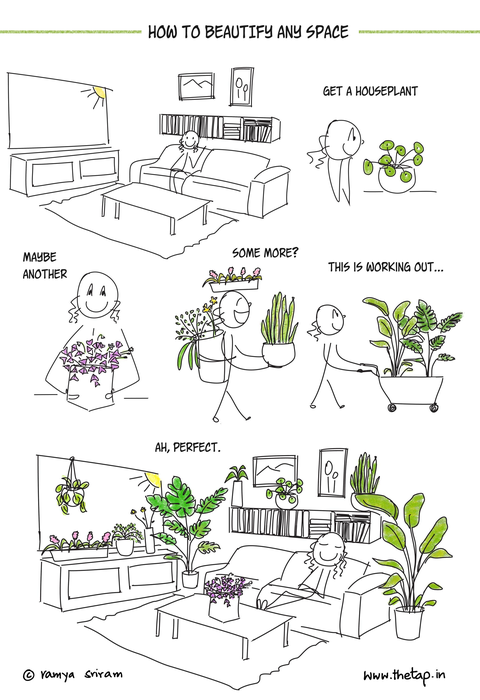 HOW TO BEAUTIFY ANY SPACE
GET A HOUSEPLANT
MAYBE
ANOTHER
SOME MORE?
THIS IS WORKING OUT...
AH, PERFECT.
© ramya sriram
www.thetap.in